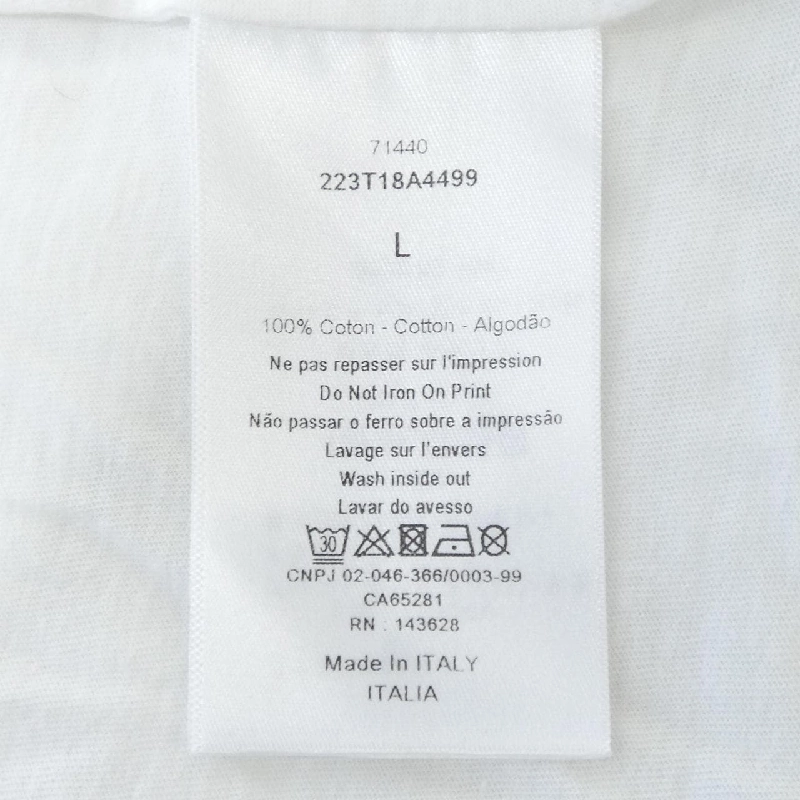 71440
223T18A4499
L
100% Coton - Cotton - Algodão
Ne pas repasser sur l'impression
Do Not Iron On Print
Não passar o ferro sobre a impressão
Lavage sur l'envers
Wash inside out
Lavar do avesso
30
CNPJ 02-046-366/0003-99
CA65281
RN : 143628
Made In ITALY
ITALIA